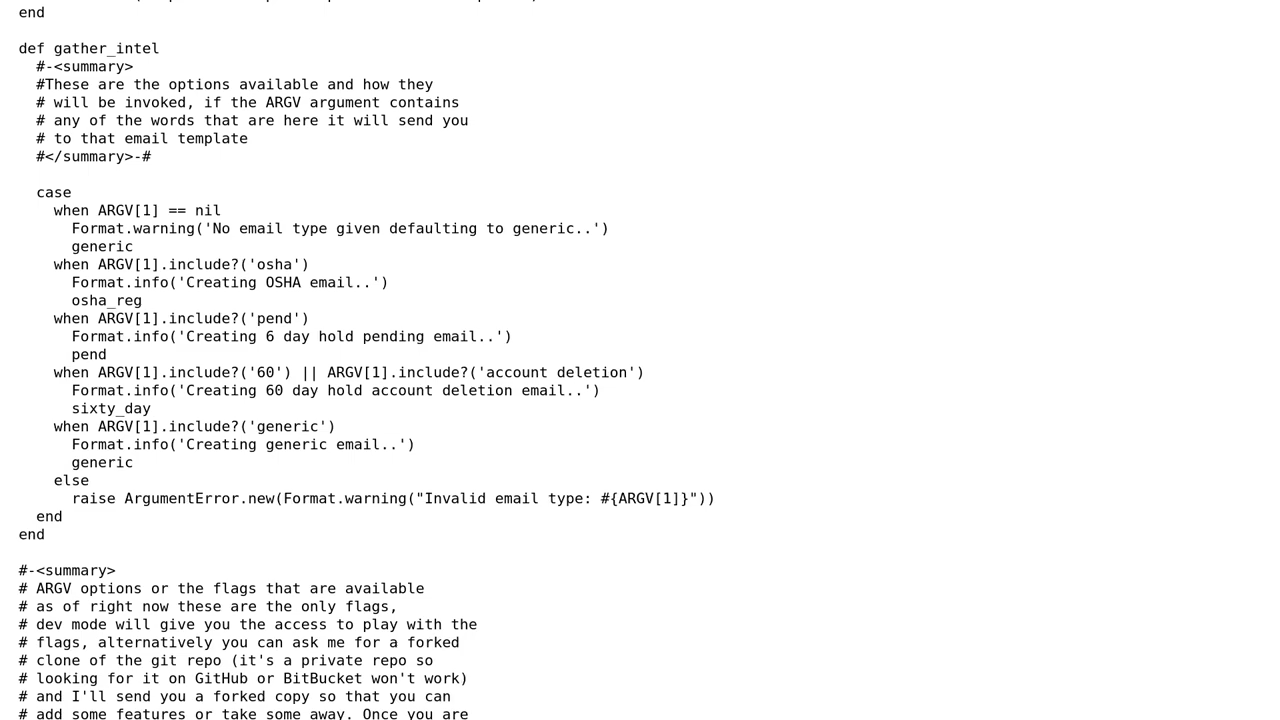 end
def gather_intel
#-<summary>
#These are the options available and how they
# will be invoked, if the ARGV argument contains
# any of the words that are here it will send you
# to that email template
#</summary>-#
case
when ARGV[1] == nil
Format.warning('No email type given defaulting to generic..')
generic
when ARGV[1].include?('osha')
Format.info('Creating OSHA email..')
osha_reg
when ARGV[1].include?('pend')
Format.info('Creating 6 day hold pending email..')
pend
when ARGV[1].include?('60') || ARGV[1].include?('account deletion')
Format.info('Creating 60 day hold account deletion email..')
sixty_day
when ARGV[1].include?('generic')
Format.info('Creating generic email..')
generic
else
raise ArgumentError.new(Format.warning("Invalid email type: #{ARGV[1]}"))
end
end
#-<summary>
# ARGV options or the flags that are available
# as of right now these are the only flags,
# dev mode will give you the access to play with the
# flags, alternatively you can ask me for a forked
# clone of the git repo (it's a private repo so
# looking for it on GitHub or BitBucket won't work)
# and I'll send you a forked copy so that you can
# add some features or take some away. Once you are